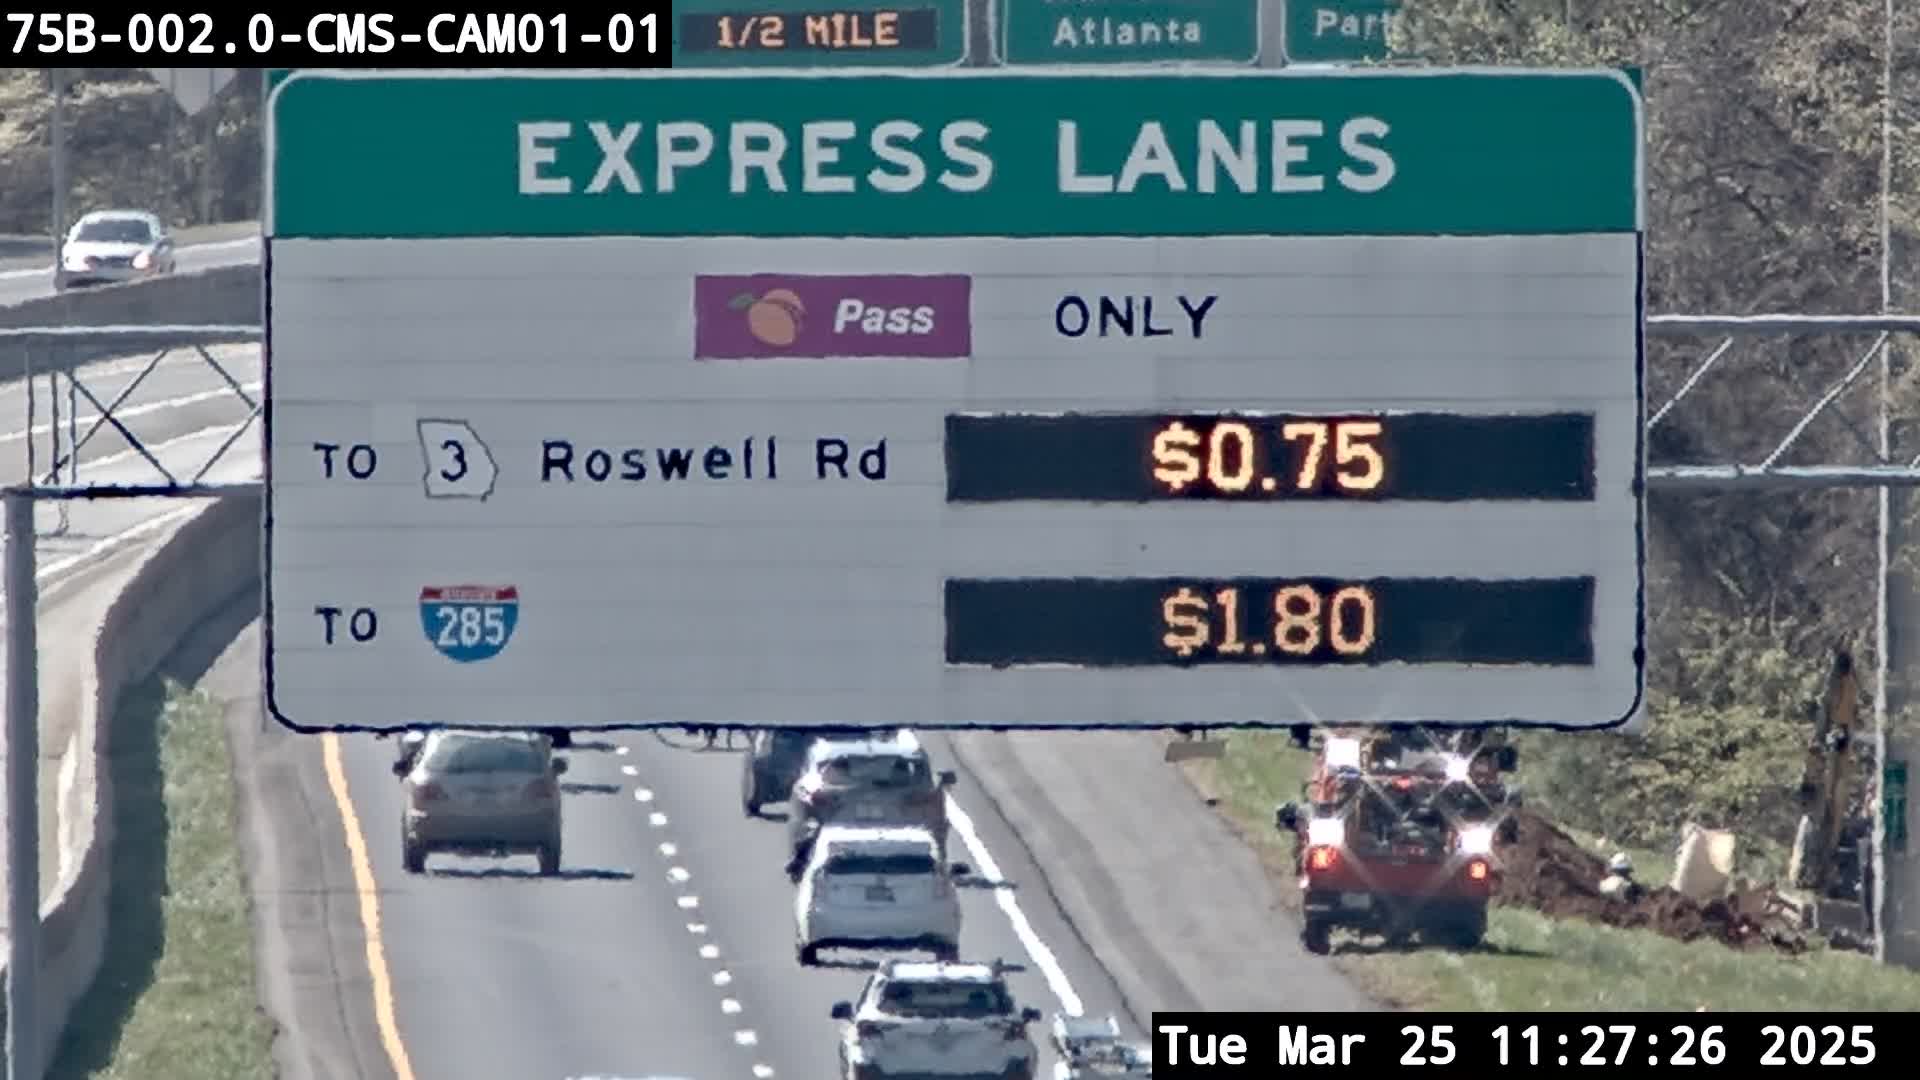 75B-002.0-CMS-CAM01-01
1/2 MILE
Atlanta
EXPRESS LANES
Pass ONLY
TO 3 Roswell Rd $0.75
TO 285 $1.80
Tue Mar 25 11:27:26 2025